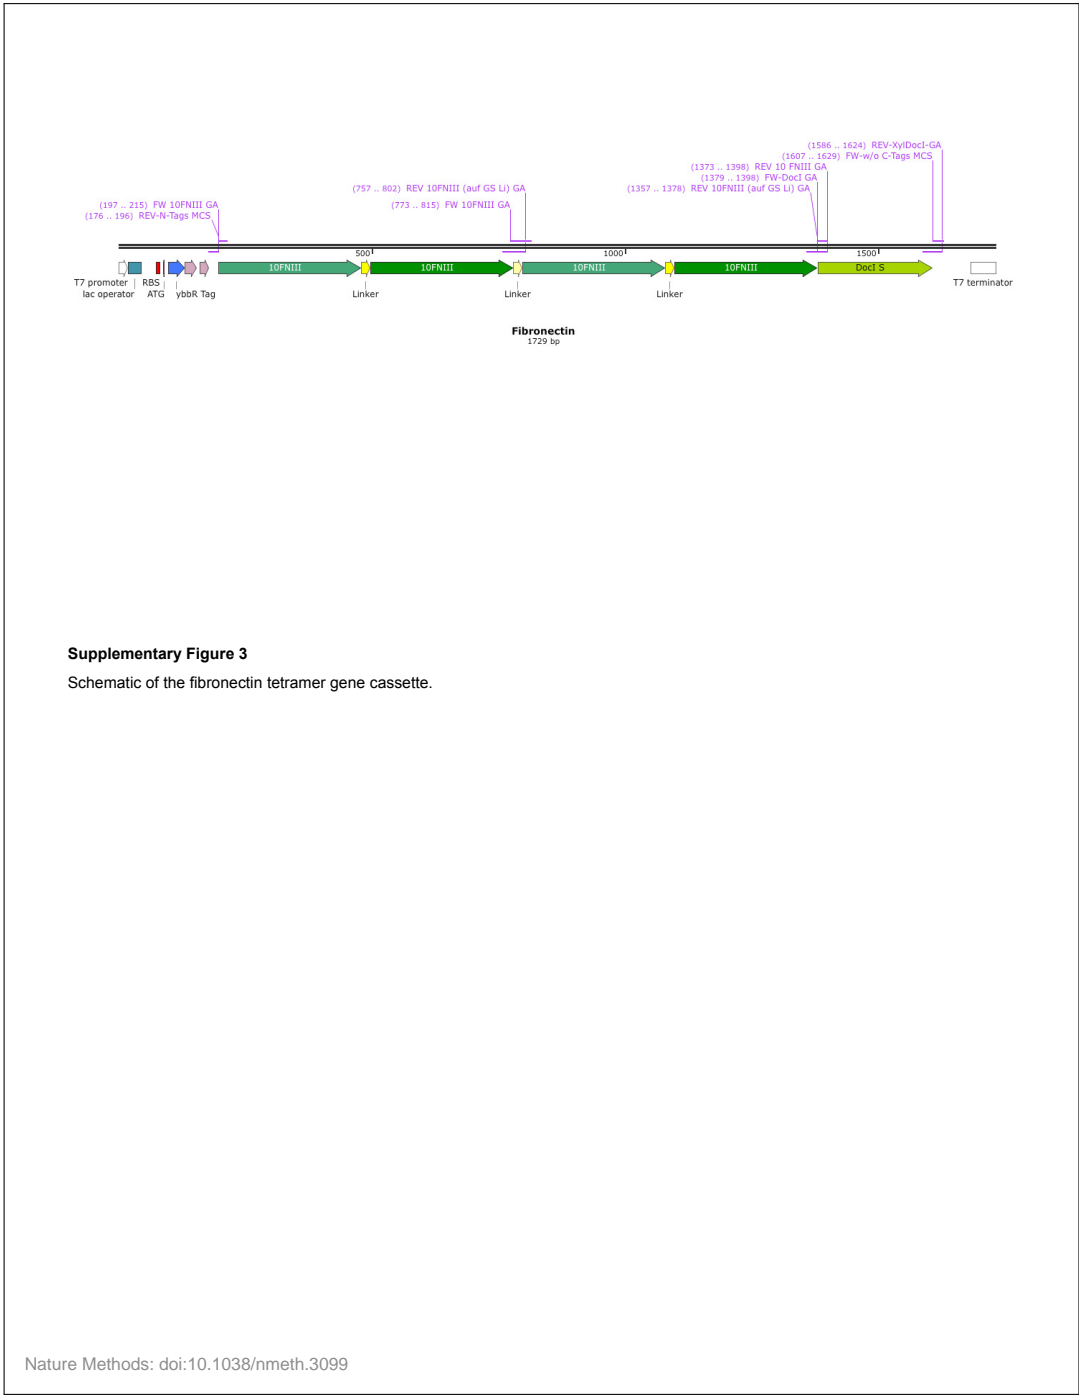 (1586 .. 1624) REV-XylDocI-GA
(1607 .. 1629) FW-w/o C-Tags MCS
(1373 .. 1398) REV 10 FNIII GA
(1379 .. 1398) FW-DocI GA
(757 .. 802) REV 10FNIII (auf GS Li) GA
(1357 .. 1378) REV 10FNIII (auf GS Li) GA
(197 .. 215) FW 10FNIII GA
(773 .. 815) FW 10FNIII GA
(176 .. 196) REV-N-Tags MCS
500 1000 1500
10FNIII 10FNIII 10FNIII 10FNIII DocI S
T7 promoter RBS T7 terminator
lac operator ATG ybbR Tag Linker Linker Linker
Fibronectin
1729 bp
Supplementary Figure 3
Schematic of the fibronectin tetramer gene cassette.
Nature Methods: doi:10.1038/nmeth.3099